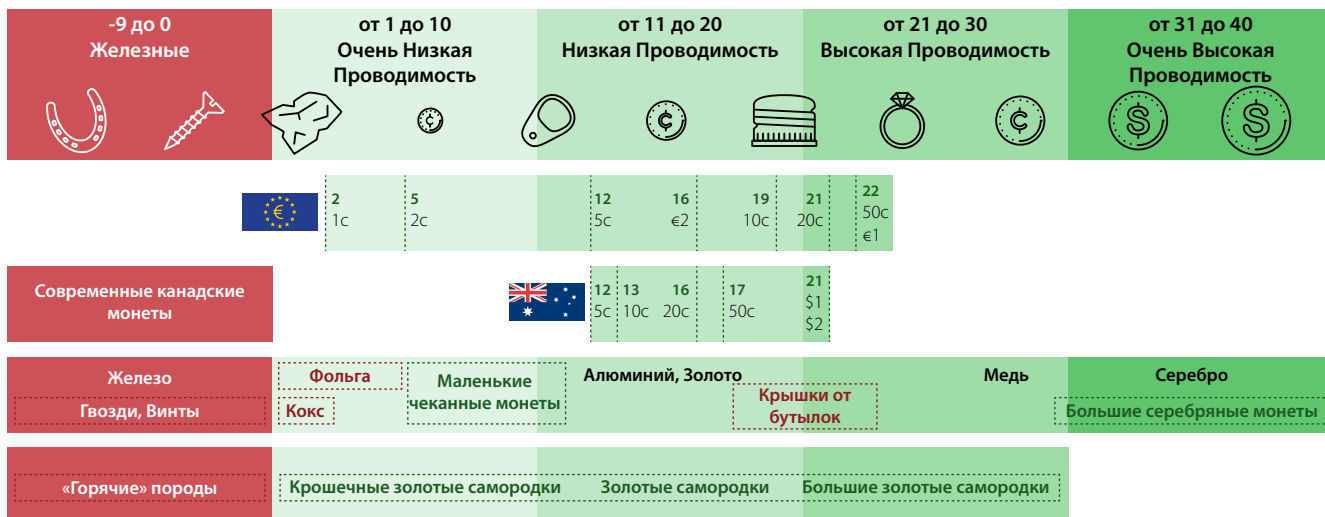 -9 до 0
Железные
от 1 до 10
Очень Низкая
Проводимость
от 11 до 20
Низкая Проводимость
от 21 до 30
Высокая Проводимость
от 31 до 40
Очень Высокая
Проводимость
¢
¢
¢
$
$
€
2
1c
5
2c
12
5c
16
€2
19
10c
21
20c
22
50c
€1
Современные канадские
монеты
12
5c
13
10c
16
20c
17
50c
21
$1
$2
Железо
Гвозди, Винты
Фольга
Кокс
Маленькие
чеканные монеты
Алюминий, Золото
Крышки от
бутылок
Медь
Серебро
Большие серебряные монеты
«Горячие» породы
Крошечные золотые самородки
Золотые самородки
Большие золотые самородки